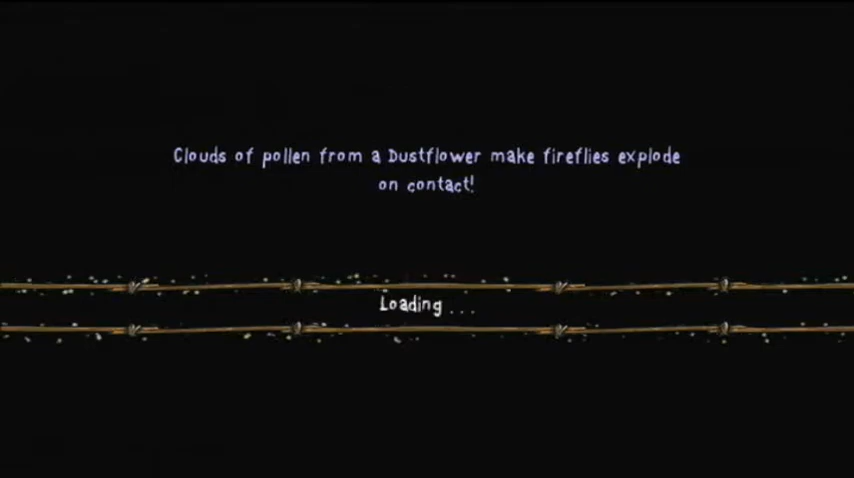 Clouds of pollen from a Dustflower make fireflies explode
on contact!
Loading ...